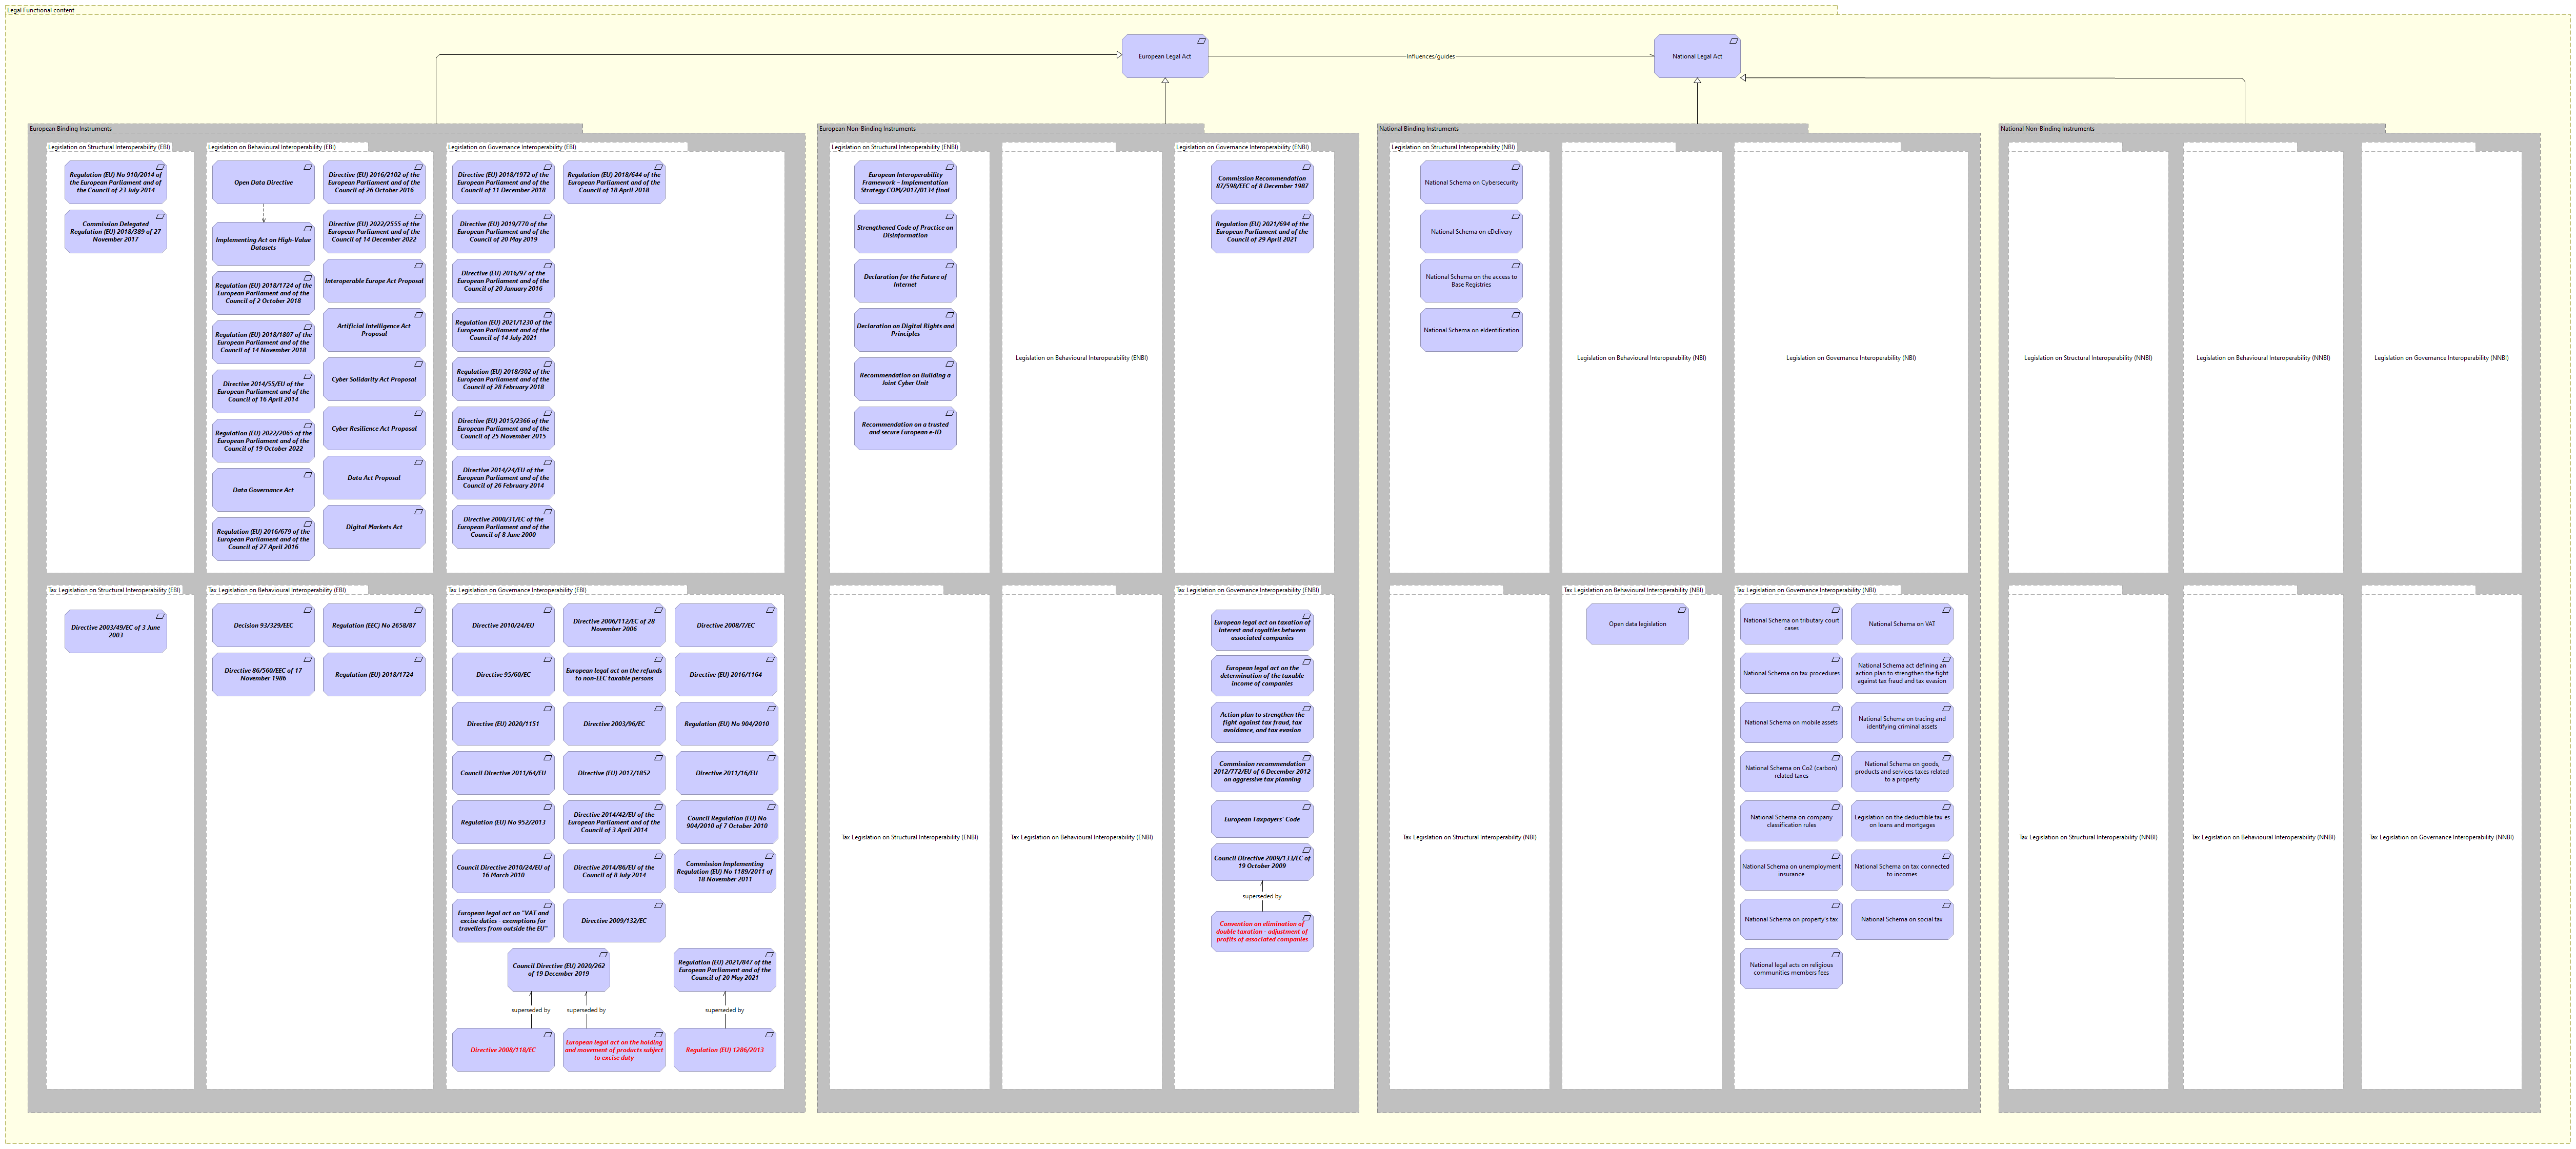 Legal Functional content
European Legal Act
Influences/guides
National Legal Act
European Binding Instruments
Legislation on Structural Interoperability (EBI)
Regulation (EU) No 910/2014 of
the European Parliament and of
the Council of 23 July 2014
Commission Delegated
Regulation (EU) 2018/389 of 27
November 2017
Legislation on Behavioural Interoperability (EBI)
Open Data Directive
Implementing Act on High-Value
Datasets
Regulation (EU) 2018/1724 of the
European Parliament and of the
Council of 2 October 2018
Regulation (EU) 2018/1807 of the
European Parliament and of the
Council of 14 November 2018
Directive 2014/55/EU of the
European Parliament and of the
Council of 16 April 2014
Regulation (EU) 2022/2065 of the
European Parliament and of the
Council of 19 October 2022
Data Governance Act
Regulation (EU) 2016/679 of the
European Parliament and of the
Council of 27 April 2016
Directive (EU) 2016/2102 of the
European Parliament and of the
Council of 26 October 2016
Directive (EU) 2022/2555 of the
European Parliament and of the
Council of 14 December 2022
Interoperable Europe Act Proposal
Artificial Intelligence Act
Proposal
Cyber Solidarity Act Proposal
Cyber Resilience Act Proposal
Data Act Proposal
Digital Markets Act
Legislation on Governance Interoperability (EBI)
Directive (EU) 2018/1972 of the
European Parliament and of the
Council of 11 December 2018
Directive (EU) 2019/770 of the
European Parliament and of the
Council of 20 May 2019
Directive (EU) 2016/97 of the
European Parliament and of the
Council of 20 January 2016
Regulation (EU) 2021/1230 of the
European Parliament and of the
Council of 14 July 2021
Regulation (EU) 2018/302 of the
European Parliament and of the
Council of 28 February 2018
Directive (EU) 2015/2366 of the
European Parliament and of the
Council of 25 November 2015
Directive 2014/24/EU of the
European Parliament and of the
Council of 26 February 2014
Directive 2000/31/EC of the
European Parliament and of the
Council of 8 June 2000
Regulation (EU) 2018/644 of the
European Parliament and of the
Council of 18 April 2018
Tax Legislation on Structural Interoperability (EBI)
Directive 2003/49/EC of 3 June
2003
Tax Legislation on Behavioural Interoperability (EBI)
Decision 93/329/EEC
Regulation (EEC) No 2658/87
Directive 86/560/EEC of 17
November 1986
Regulation (EU) 2018/1724
Tax Legislation on Governance Interoperability (EBI)
Directive 2010/24/EU
Directive 2006/112/EC of 28
November 2006
Directive 2008/7/EC
Directive 95/60/EC
European legal act on the refunds
to non-EEC taxable persons
Directive (EU) 2016/1164
Directive (EU) 2020/1151
Directive 2003/96/EC
Regulation (EU) No 904/2010
Council Directive 2011/64/EU
Directive (EU) 2017/1852
Directive 2011/16/EU
Regulation (EU) No 952/2013
Directive 2014/42/EU of the
European Parliament and of the
Council of 3 April 2014
Council Regulation (EU) No
904/2010 of 7 October 2010
Council Directive 2010/24/EU of
16 March 2010
Directive 2014/86/EU of the
Council of 8 July 2014
Commission Implementing
Regulation (EU) No 1189/2011 of
18 November 2011
European legal act on "VAT and
excise duties - exemptions for
travellers from outside the EU"
Directive 2009/132/EC
Council Directive (EU) 2020/262
of 19 December 2019
Regulation (EU) 2021/847 of the
European Parliament and of the
Council of 20 May 2021
superseded by
superseded by
superseded by
Directive 2008/118/EC
European legal act on the holding
and movement of products subject
to excise duty
Regulation (EU) 1286/2013
European Non-Binding Instruments
Legislation on Structural Interoperability (ENBI)
European Interoperability
Framework – Implementation
Strategy COM/2017/0134 final
Strengthened Code of Practice on
Disinformation
Declaration for the Future of
Internet
Declaration on Digital Rights and
Principles
Recommendation on Building a
Joint Cyber Unit
Recommendation on a trusted
and secure European e-ID
Legislation on Behavioural Interoperability (ENBI)
Legislation on Governance Interoperability (ENBI)
Commission Recommendation
87/598/EEC of 8 December 1987
Regulation (EU) 2021/694 of the
European Parliament and of the
Council of 29 April 2021
Tax Legislation on Structural Interoperability (ENBI)
Tax Legislation on Behavioural Interoperability (ENBI)
Tax Legislation on Governance Interoperability (ENBI)
European legal act on taxation of
interest and royalties between
associated companies
European legal act on the
determination of the taxable
income of companies
Action plan to strengthen the
fight against tax fraud, tax
avoidance, and tax evasion
Commission recommendation
2012/772/EU of 6 December 2012
on aggressive tax planning
European Taxpayers' Code
Council Directive 2009/133/EC of
19 October 2009
superseded by
Convention on elimination of
double taxation - adjustment of
profits of associated companies
National Binding Instruments
Legislation on Structural Interoperability (NBI)
National Schema on Cybersecurity
National Schema on eDelivery
National Schema on the access to
Base Registries
National Schema on eIdentification
Legislation on Behavioural Interoperability (NBI)
Legislation on Governance Interoperability (NBI)
Tax Legislation on Structural Interoperability (NBI)
Tax Legislation on Behavioural Interoperability (NBI)
Open data legislation
Tax Legislation on Governance Interoperability (NBI)
National Schema on tributary court
cases
National Schema on VAT
National Schema on tax procedures
National Schema act defining an
action plan to strengthen the fight
against tax fraud and tax evasion
National Schema on mobile assets
National Schema on tracing and
identifying criminal assets
National Schema on Co2 (carbon)
related taxes
National Schema on goods,
products and services taxes related
to a property
National Schema on company
classification rules
Legislation on the deductible tax es
on loans and mortgages
National Schema on unemployment
insurance
National Schema on tax connected
to incomes
National Schema on property's tax
National Schema on social tax
National legal acts on religious
communities members fees
National Non-Binding Instruments
Legislation on Structural Interoperability (NNBI)
Legislation on Behavioural Interoperability (NNBI)
Legislation on Governance Interoperability (NNBI)
Tax Legislation on Structural Interoperability (NNBI)
Tax Legislation on Behavioural Interoperability (NNBI)
Tax Legislation on Governance Interoperability (NNBI)